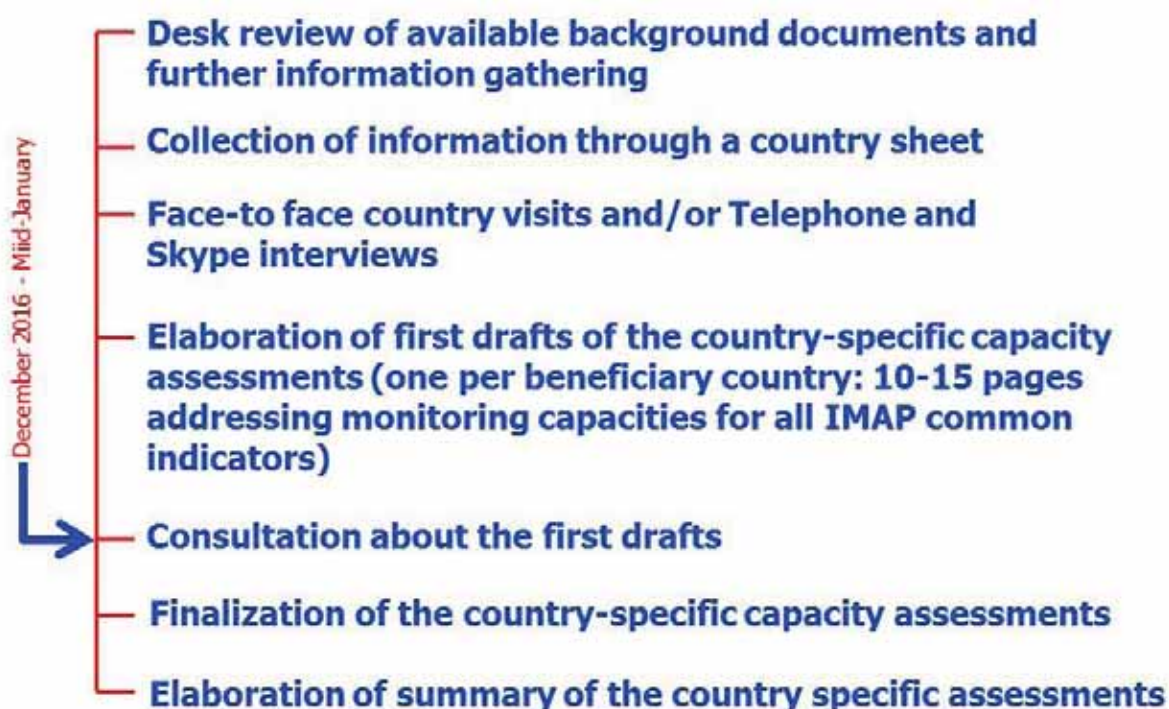 Desk review of available background documents and
further information gathering
Collection of information through a country sheet
Face-to face country visits and/or Telephone and
Skype interviews
Elaboration of first drafts of the country-specific capacity
assessments (one per beneficiary country: 10-15 pages
addressing monitoring capacities for all IMAP common
indicators)
December 2016 - Miid-January
Consultation about the first drafts
Finalization of the country-specific capacity assessments
Elaboration of summary of the country specific assessments